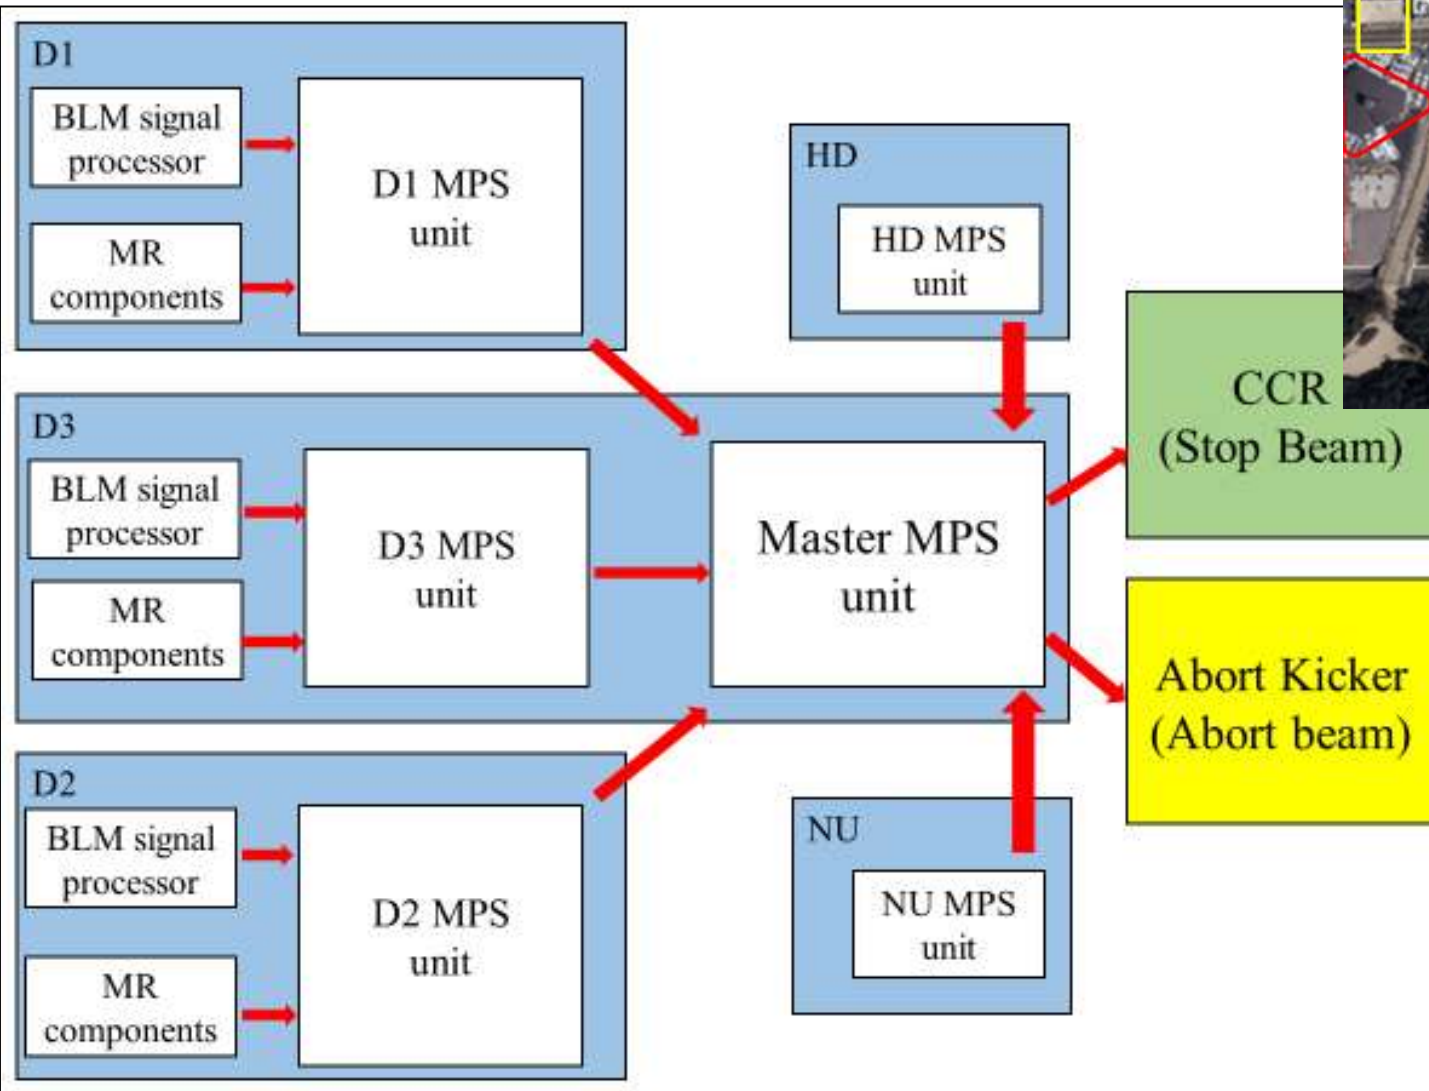 D1
BLM signal
processor
MR
components
D1 MPS
unit
HD
HD MPS
unit
D3
BLM signal
processor
MR
components
D3 MPS
unit
Master MPS
unit
CCR
(Stop Beam)
Abort Kicker
(Abort beam)
D2
BLM signal
processor
MR
components
D2 MPS
unit
NU
NU MPS
unit